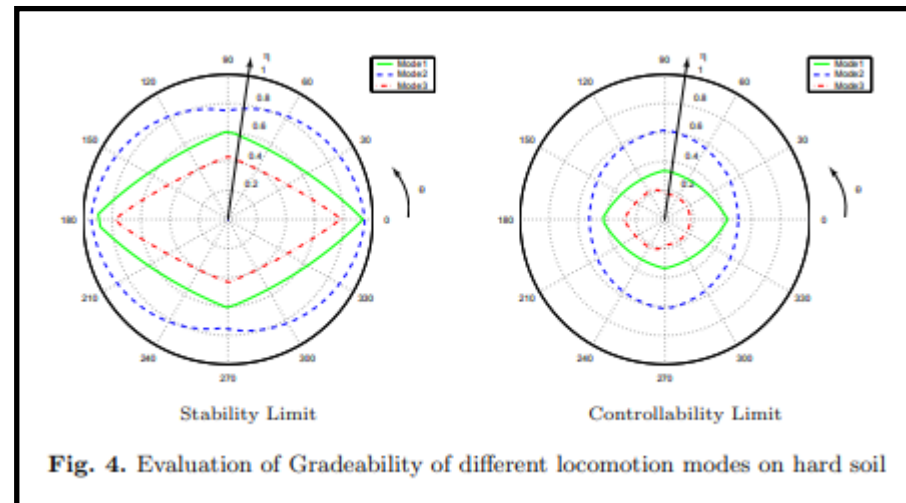 90
η
1
120
60
0.8
0.6
150
30
0.4
0.2
θ
180
0
210
330
240
300
270
Mode1
Mode2
Mode3
Stability Limit
90
η
1
120
60
0.8
0.6
150
30
0.4
0.2
θ
180
0
210
330
240
300
270
Mode1
Mode2
Mode3
Controllability Limit
Fig. 4. Evaluation of Gradeability of different locomotion modes on hard soil